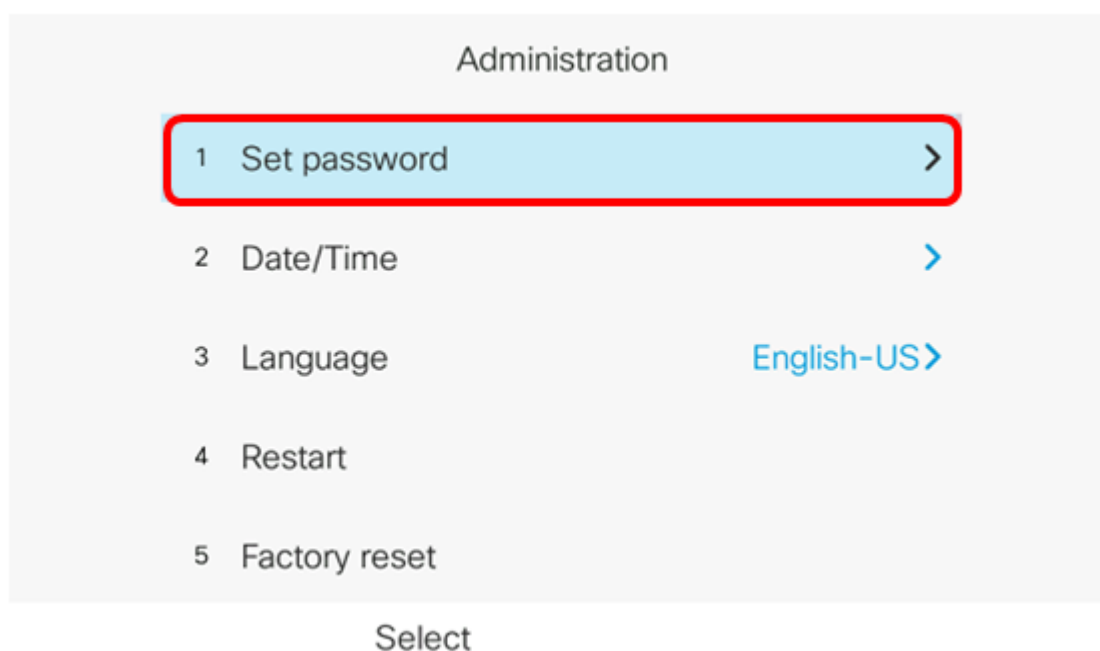 Administration
1 Set password
2 Date/Time
3 Language English-US
4 Restart
5 Factory reset
Select